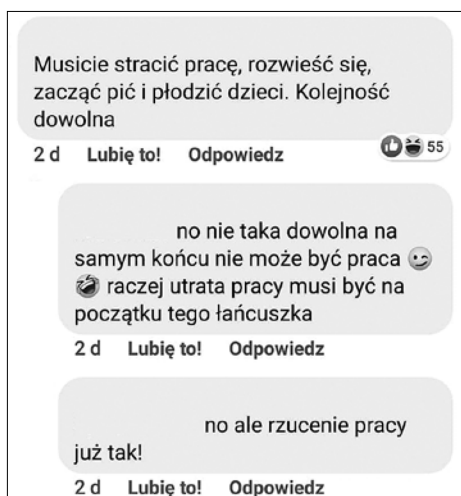 Musicie stracić pracę, rozwieść się,
zacząć pić i płodzić dzieci. Kolejność
dowolna
2 d Lubię to! Odpowiedz 55
no nie taka dowolna na
samym końcu nie może być praca 😉
🤣 raczej utrata pracy musi być na
początku tego łańcuszka
2 d Lubię to! Odpowiedz
no ale rzucenie pracy
już tak!
2 d Lubię to! Odpowiedz